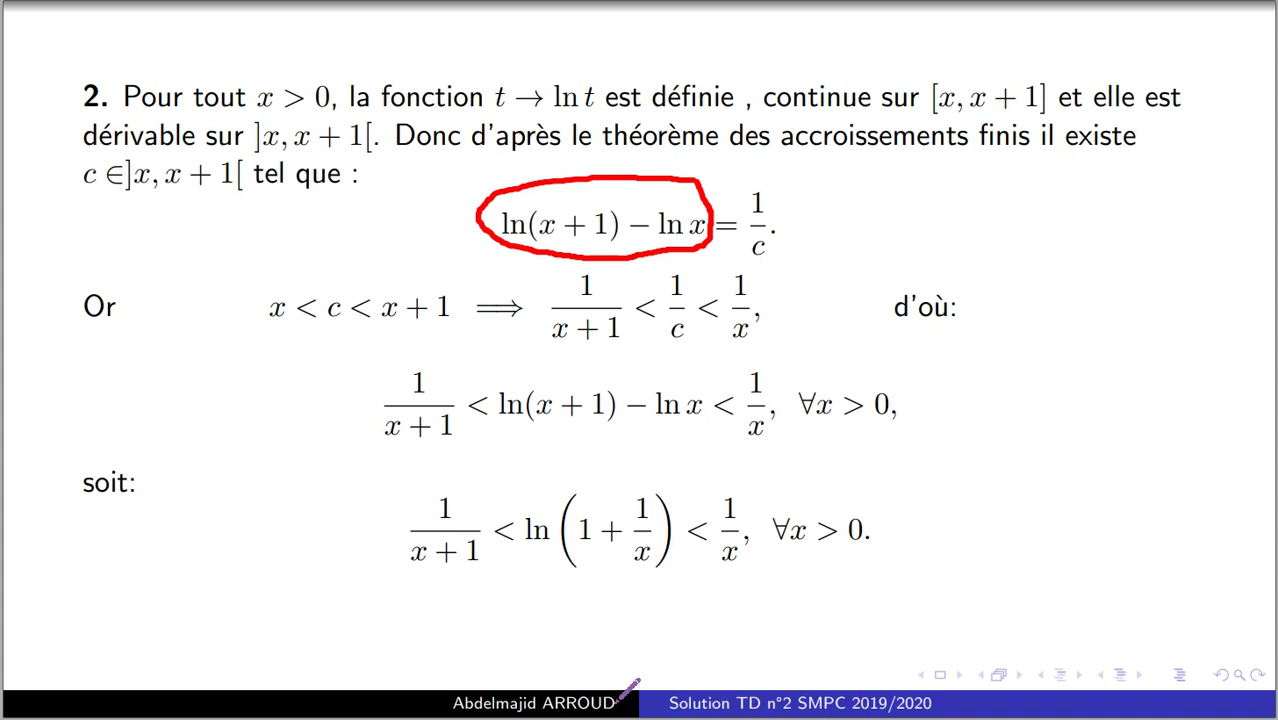 2. Pour tout x > 0, la fonction t → ln t est définie , continue sur [x, x + 1] et elle est
dérivable sur ]x, x + 1[. Donc d'après le théorème des accroissements finis il existe
c ∈]x, x + 1[ tel que :
ln(x + 1) − ln x = 1/c.
Or x < c < x + 1 ⟹ 1/(x + 1) < 1/c < 1/x, d'où:
1/(x + 1) < ln(x + 1) − ln x < 1/x, ∀x > 0,
soit:
1/(x + 1) < ln(1 + 1/x) < 1/x, ∀x > 0.
Abdelmajid ARROUD Solution TD n°2 SMPC 2019/2020